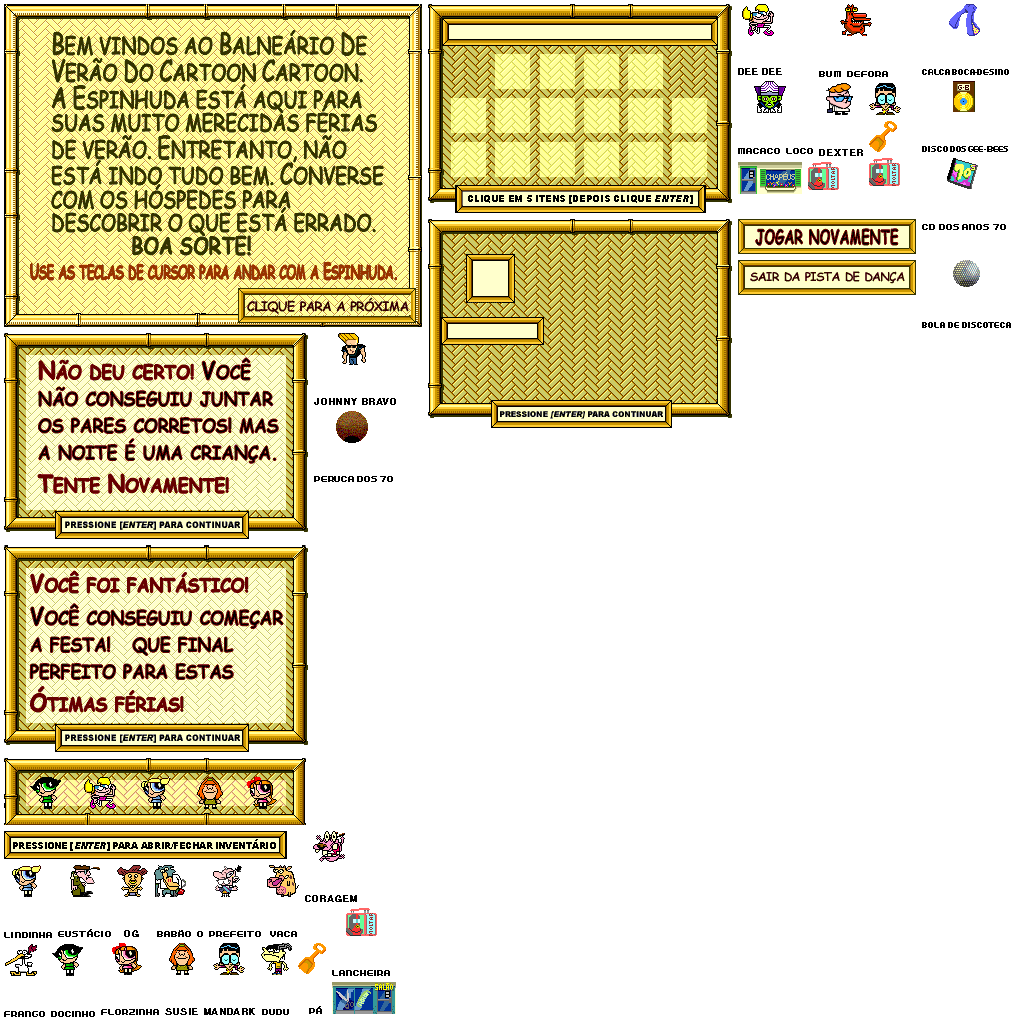 BEM VINDOS AO BALNEÁRIO DE
VERÃO DO CARTOON CARTOON.
A ESPINHUDA ESTÁ AQUI PARA
SUAS MUITO MERECIDAS FÉRIAS
DE VERÃO. ENTRETANTO, NÃO
ESTÁ INDO TUDO BEM. CONVERSE
COM OS HÓSPEDES PARA
DESCOBRIR O QUE ESTÁ ERRADO.
BOA SORTE!
USE AS TECLAS DE CURSOR PARA ANDAR COM A ESPINHUDA.
CLIQUE PARA A PRÓXIMA
CLIQUE EM 5 ITENS [DEPOIS CLIQUE ENTER]
PRESSIONE [ENTER] PARA CONTINUAR
DEE DEE
BUM DEFORA
CALCA BOCA-DE-SINO
MACACO LOCO
DEXTER
DISCO DOS GEE-BEES
CHAPÉUS
CD DOS ANOS 70
JOGAR NOVAMENTE
SAIR DA PISTA DE DANÇA
BOLA DE DISCOTECA
NÃO DEU CERTO! VOCÊ
NÃO CONSEGUIU JUNTAR
OS PARES CORRETOS! MAS
A NOITE É UMA CRIANÇA.
TENTE NOVAMENTE!
PRESSIONE [ENTER] PARA CONTINUAR
JOHNNY BRAVO
PERUCA DOS 70
VOCÊ FOI FANTÁSTICO!
VOCÊ CONSEGUIU COMEÇAR
A FESTA! QUE FINAL
PERFEITO PARA ESTAS
ÓTIMAS FÉRIAS!
PRESSIONE [ENTER] PARA CONTINUAR
PRESSIONE [ENTER] PARA ABRIR/FECHAR INVENTÁRIO
CORAGEM
LINDINHA EUSTÁCIO OG BABÃO O PREFEITO VACA
LANCHEIRA
SALÃO
FRANGO DOCINHO FLORZINHA SUSIE MANDARK DUDU PÁ